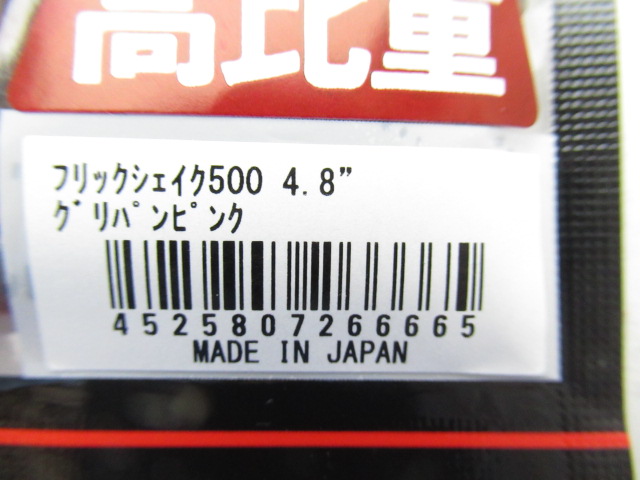 高比重
フリックシェイク500 4.8”
グリパンピンク
4525807266665
MADE IN JAPAN